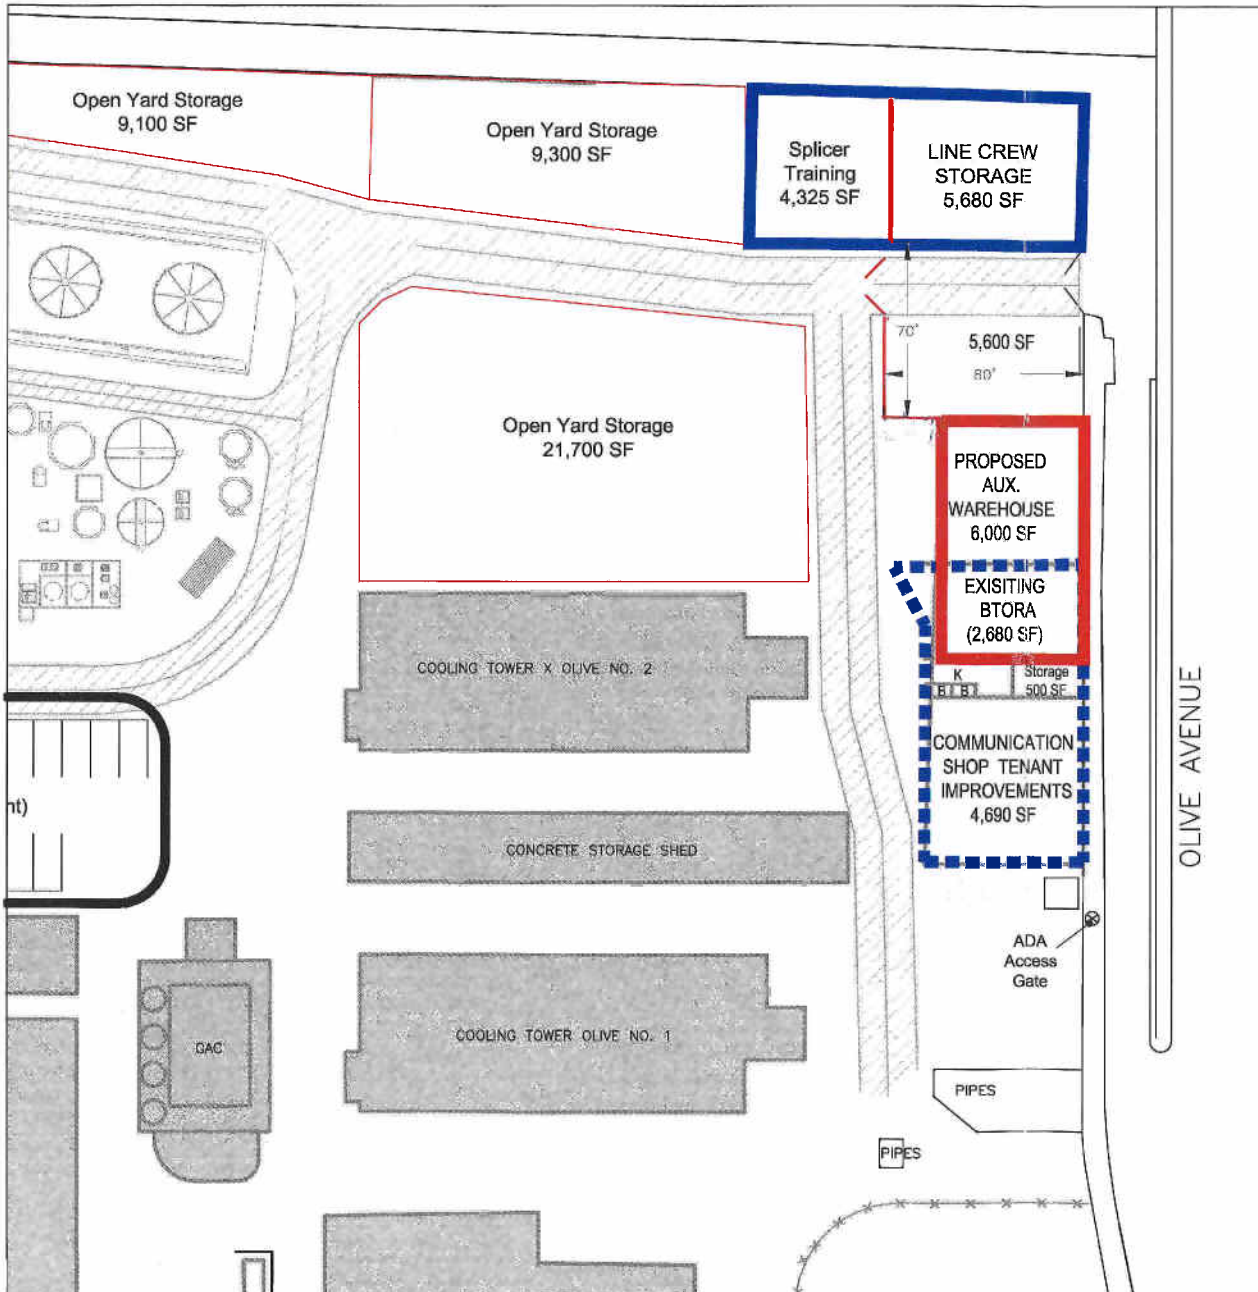 Open Yard Storage
9,100 SF
Open Yard Storage
9,300 SF
Splicer
Training
4,325 SF
LINE CREW
STORAGE
5,680 SF
70'
5,600 SF
80'
Open Yard Storage
21,700 SF
PROPOSED
AUX.
WAREHOUSE
6,000 SF
EXISITING
BTORA
(2,680 SF)
K
B B
Storage
500 SF
COOLING TOWER X OLIVE NO. 2
COMMUNICATION
SHOP TENANT
IMPROVEMENTS
4,690 SF
OLIVE AVENUE
nt)
CONCRETE STORAGE SHED
ADA
Access
Gate
GAC
COOLING TOWER OLIVE NO. 1
PIPES
PIPES